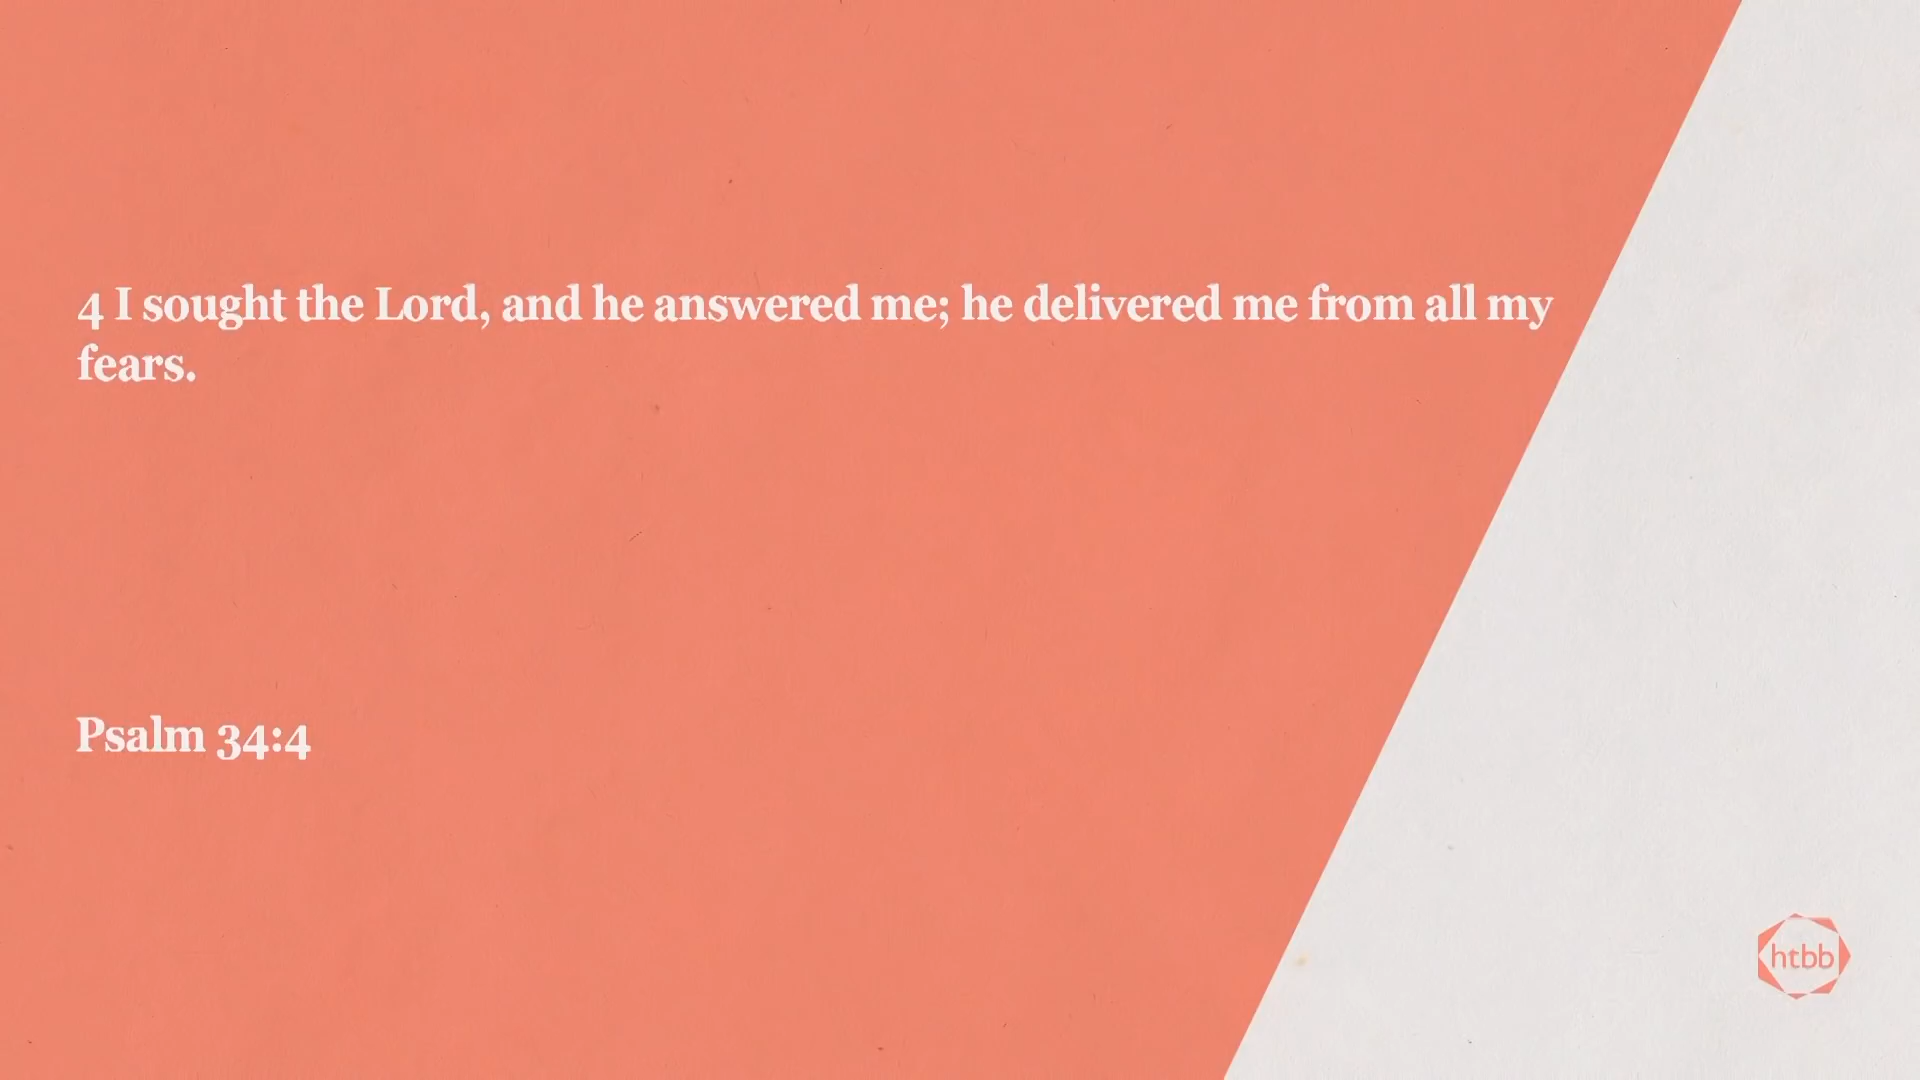 4 I sought the Lord, and he answered me; he delivered me from all my
fears.
Psalm 34:4
htbb